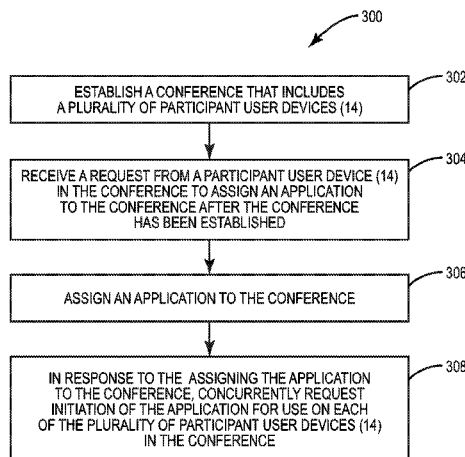 300
ESTABLISH A CONFERENCE THAT INCLUDES
A PLURALITY OF PARTICIPANT USER DEVICES (14)
302
RECEIVE A REQUEST FROM A PARTICIPANT USER DEVICE (14)
IN THE CONFERENCE TO ASSIGN AN APPLICATION
TO THE CONFERENCE AFTER THE CONFERENCE
HAS BEEN ESTABLISHED
304
ASSIGN AN APPLICATION TO THE CONFERENCE
306
IN RESPONSE TO THE ASSIGNING THE APPLICATION
TO THE CONFERENCE, CONCURRENTLY REQUEST
INITIATION OF THE APPLICATION FOR USE ON EACH
OF THE PLURALITY OF PARTICIPANT USER DEVICES (14)
IN THE CONFERENCE
308